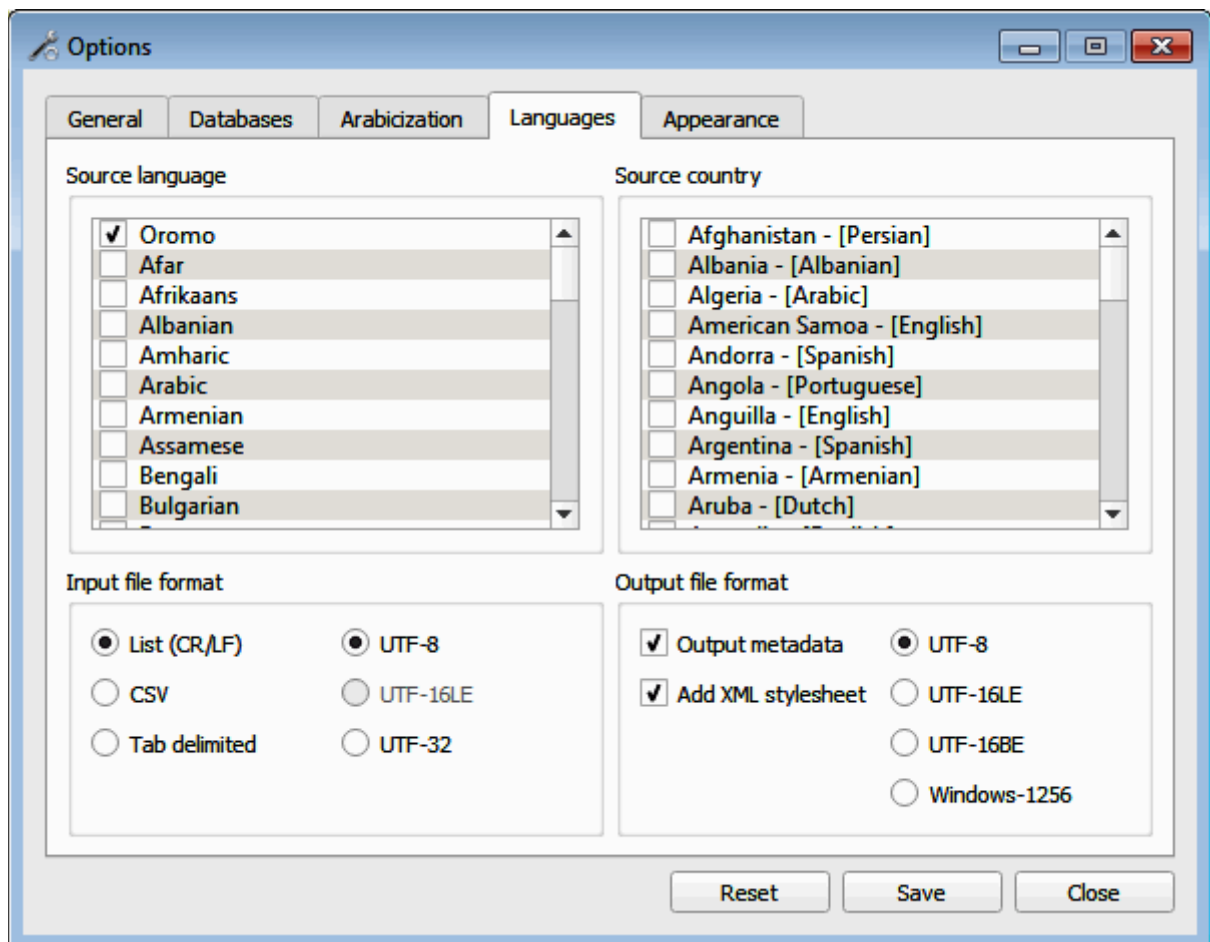 Options
General Databases Arabicization Languages Appearance
Source language
Oromo
Afar
Afrikaans
Albanian
Amharic
Arabic
Armenian
Assamese
Bengali
Bulgarian
Source country
Afghanistan - [Persian]
Albania - [Albanian]
Algeria - [Arabic]
American Samoa - [English]
Andorra - [Spanish]
Angola - [Portuguese]
Anguilla - [English]
Argentina - [Spanish]
Armenia - [Armenian]
Aruba - [Dutch]
Input file format
List (CR/LF) UTF-8
CSV UTF-16LE
Tab delimited UTF-32
Output file format
Output metadata UTF-8
Add XML stylesheet UTF-16LE
UTF-16BE
Windows-1256
Reset Save Close